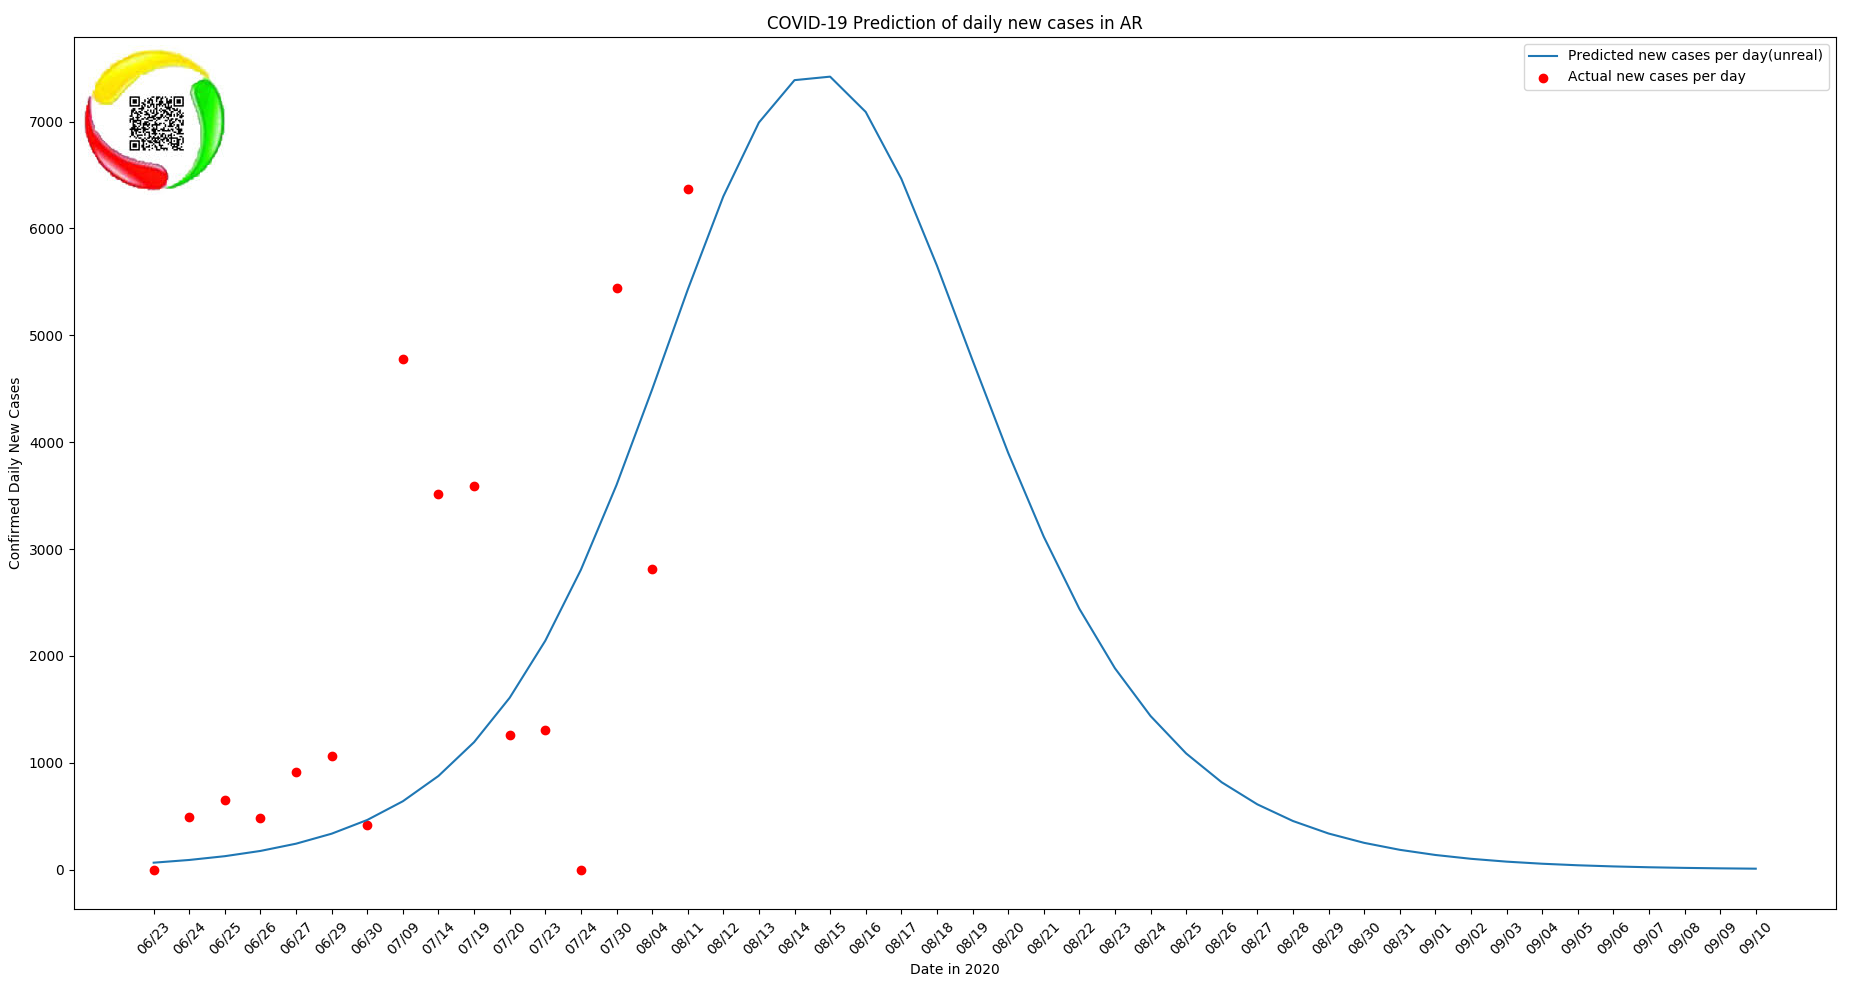 COVID-19 Prediction of daily new cases in AR
Predicted new cases per day(unreal)
Actual new cases per day
Confirmed Daily New Cases
7000
6000
5000
4000
3000
2000
1000
0
06/23 06/24 06/25 06/26 06/27 06/29 06/30 07/09 07/14 07/19 07/20 07/23 07/24 07/30 08/04 08/11 08/12 08/13 08/14 08/15 08/16 08/17 08/18 08/19 08/20 08/21 08/22 08/23 08/24 08/25 08/26 08/27 08/28 08/29 08/30 08/31 09/01 09/02 09/03 09/04 09/05 09/06 09/07 09/08 09/09 09/10
Date in 2020